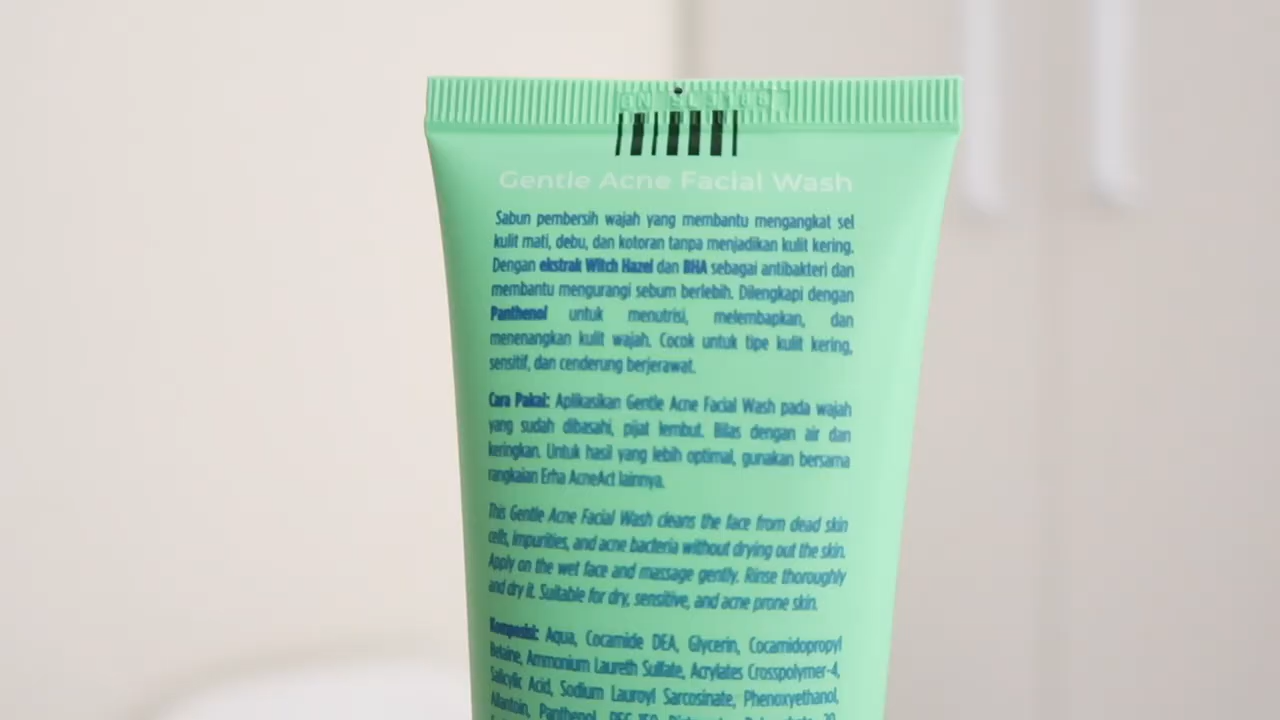 Gentle Acne Facial Wash
Sabun pembersih wajah yang membantu mengangkat sel
kulit mati, debu, dan kotoran tanpa menjadikan kulit kering.
Dengan ekstrak Witch Hazel dan BHA sebagai antibakteri dan
membantu mengurangi sebum berlebih. Dilengkapi dengan
Panthenol untuk menutrisi, melembapkan, dan
menenangkan kulit wajah. Cocok untuk tipe kulit kering,
sensitif, dan cenderung berjerawat.
Cara Pakai: Aplikasikan Gentle Acne Facial Wash pada wajah
yang sudah dibasahi, pijat lembut. Bilas dengan air dan
keringkan. Untuk hasil yang lebih optimal, gunakan bersama
rangkaian Erha AcneAct lainnya.
This Gentle Acne Facial Wash cleans the face from dead skin
cells, impurities, and acne bacteria without drying out the skin.
Apply on the wet face and massage gently. Rinse thoroughly
and dry it. Suitable for dry, sensitive, and acne prone skin.
Komposisi: Aqua, Cocamide DEA, Glycerin, Cocamidopropyl
Betaine, Ammonium Laureth Sulfate, Acrylates Crosspolymer-4,
Salicylic Acid, Sodium Lauroyl Sarcosinate, Phenoxyethanol,
Allantoin, Panthenol,